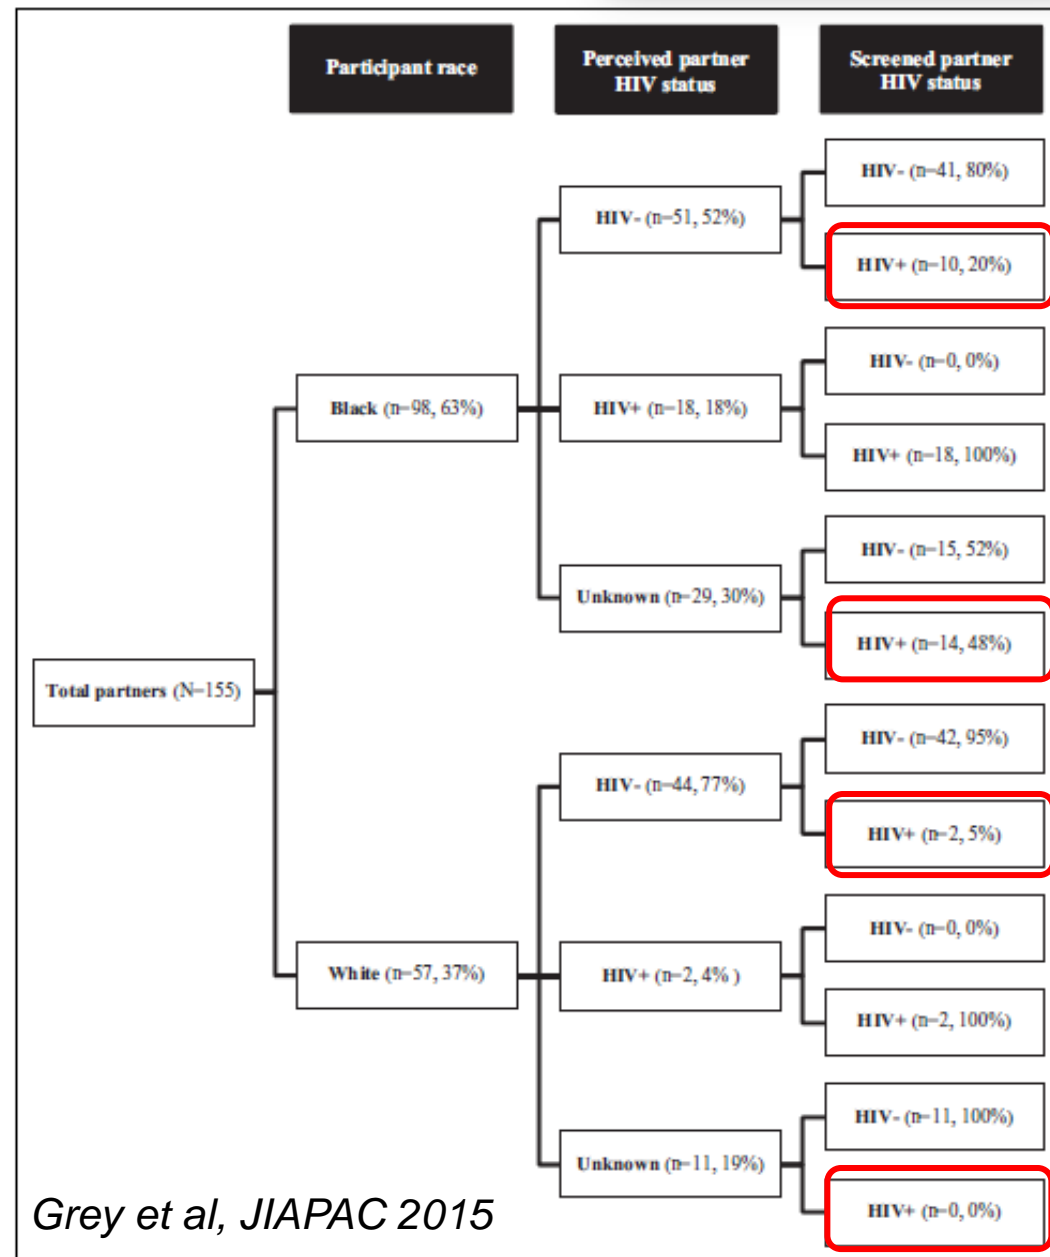 Participant race
Perceived partner
HIV status
Screened partner
HIV status
HIV- (n=41, 80%)
HIV- (n=51, 52%)
HIV+ (n=10, 20%)
HIV- (n=0, 0%)
Black (n=98, 63%)
HIV+ (n=18, 18%)
HIV+ (n=18, 100%)
HIV- (n=15, 52%)
Unknown (n=29, 30%)
HIV+ (n=14, 48%)
Total partners (N=155)
HIV- (n=42, 95%)
HIV- (n=44, 77%)
HIV+ (n=2, 5%)
HIV- (n=0, 0%)
White (n=57, 37%)
HIV+ (n=2, 4% )
HIV+ (n=2, 100%)
HIV- (n=11, 100%)
Unknown (n=11, 19%)
HIV+ (n=0, 0%)
Grey et al, JIAPAC 2015